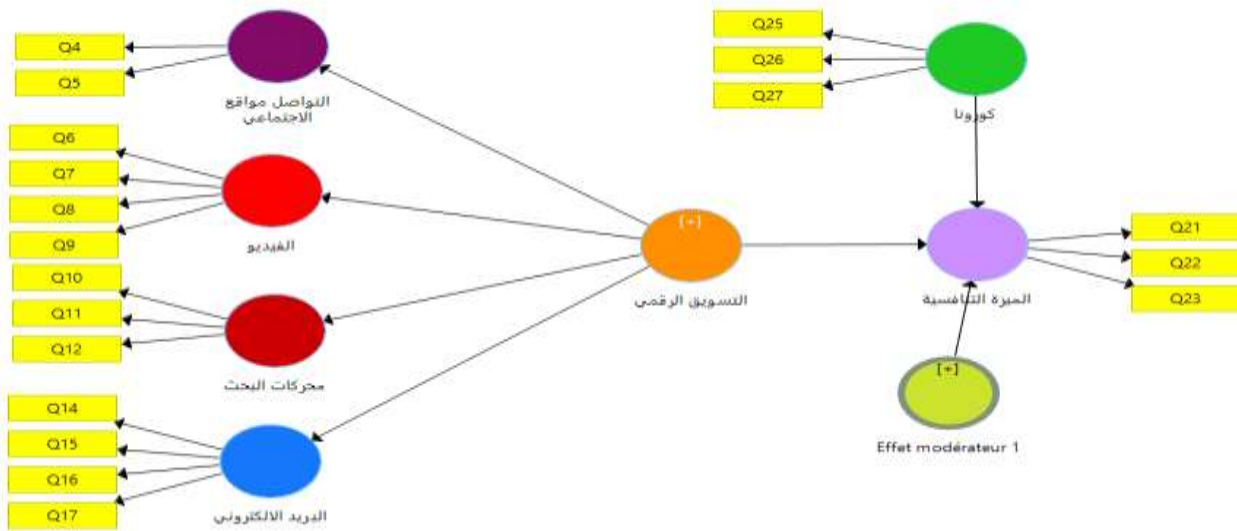 Q4
Q5
التواصل مواقع
الاجتماعي
Q6
Q7
Q8
Q9
الفيديو
Q10
Q11
Q12
محركات البحث
Q14
Q15
Q16
Q17
البريد الالكتروني
[+]
التسويق الرقمي
Q25
Q26
Q27
كورونا
Q21
Q22
Q23
الميزة التنافسية
[+]
Effet modérateur 1